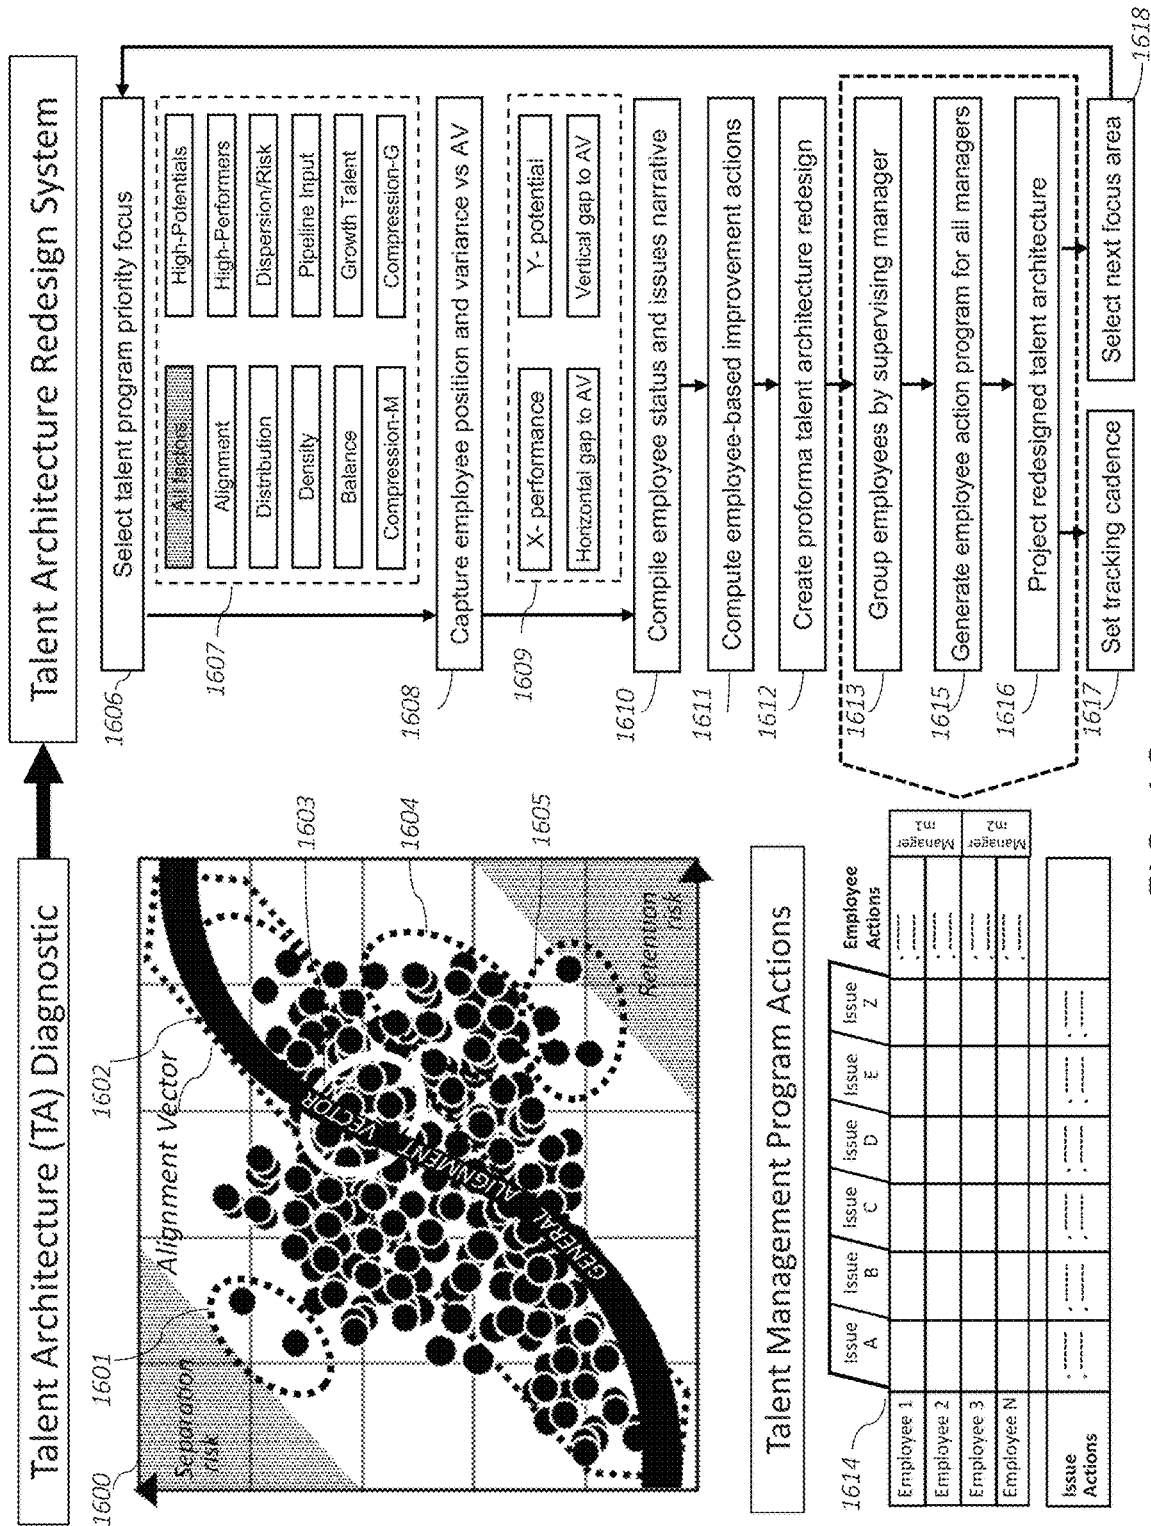 Talent Architecture (TA) Diagnostic
Talent Architecture Redesign System
1600
1601
1602
1603
1604
1605
Separation
risk
Alignment Vector
Retention
risk
GENERAL ALIGNMENT VECTOR
Talent Management Program Actions
1614
Issue
A
Issue
B
Issue
C
Issue
D
Issue
E
Issue
Z
Employee
Actions
Employee 1
Employee 2
Employee 3
Employee N
Manager
m1
Manager
m2
Issue
Actions
1606
Select talent program priority focus
1607
All factors
High-Potentials
Alignment
High-Performers
Distribution
Dispersion/Risk
Density
Pipeline Input
Balance
Growth Talent
Compression-M
Compression-G
1608
Capture employee position and variance vs AV
1609
X- performance
Y- potential
Horizontal gap to AV
Vertical gap to AV
1610
Compile employee status and issues narrative
1611
Compute employee-based improvement actions
1612
Create proforma talent architecture redesign
1613
Group employees by supervising manager
1615
Generate employee action program for all managers
1616
Project redesigned talent architecture
1617
Set tracking cadence
Select next focus area
1618